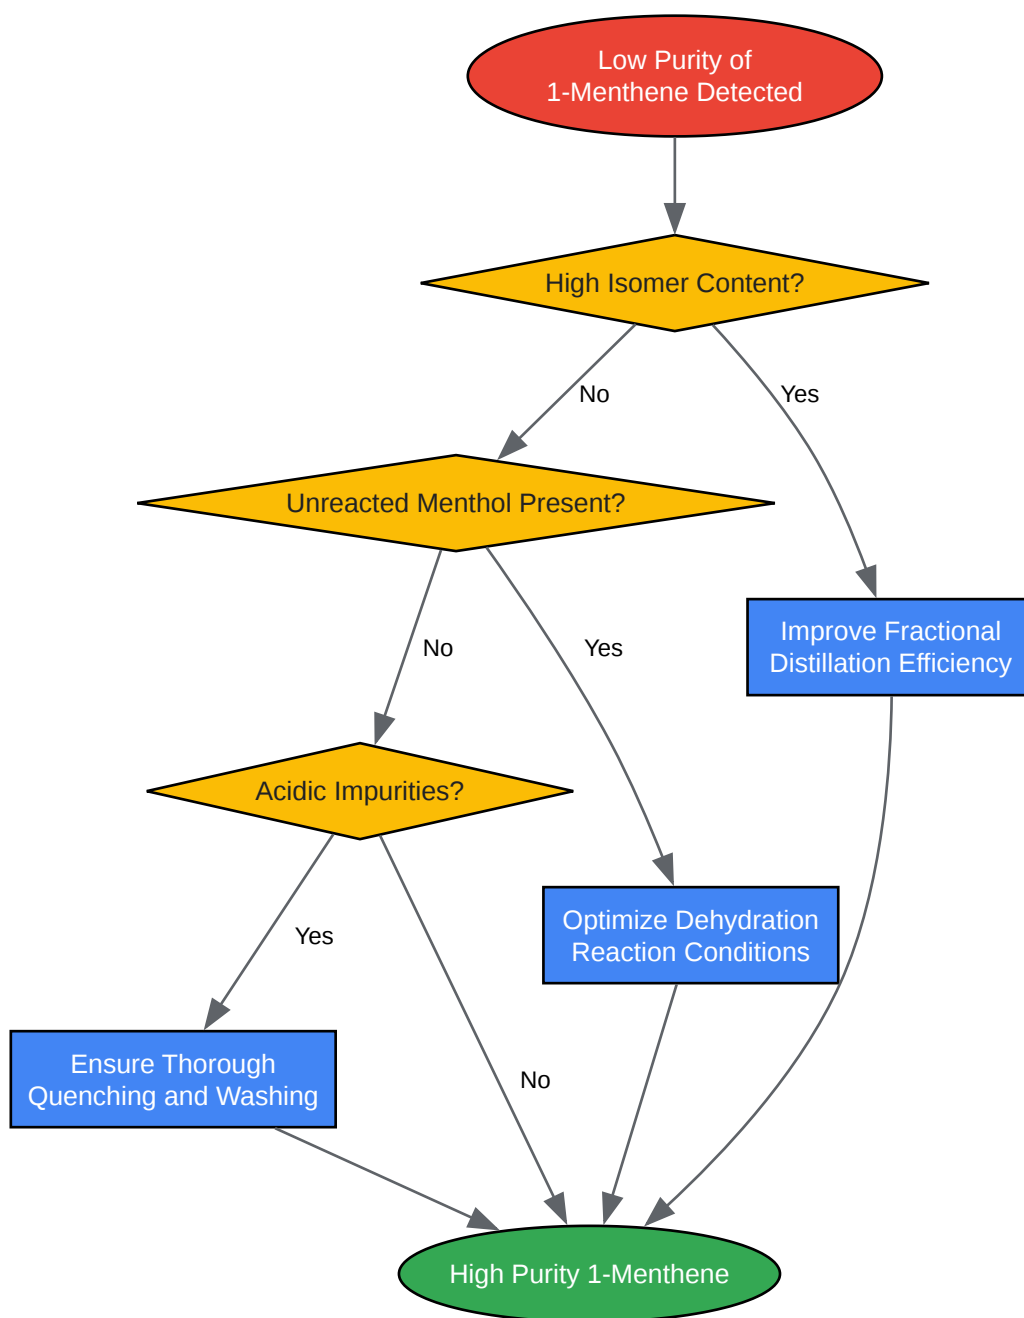 Low Purity of
1-Menthene Detected
High Isomer Content?
No
Yes
Unreacted Menthol Present?
No
Yes
Improve Fractional
Distillation Efficiency
Acidic Impurities?
Yes
No
Optimize Dehydration
Reaction Conditions
Ensure Thorough
Quenching and Washing
High Purity 1-Menthene